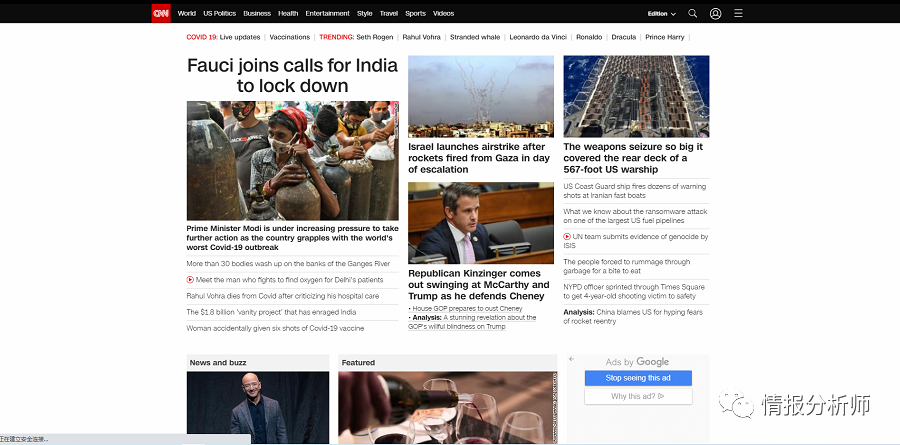 CNN World US Politics Business Health Entertainment Style Travel Sports Videos Edition
COVID 19: Live updates | Vaccinations | TRENDING: Seth Rogen | Rahul Vohra | Stranded whale | Leonardo da Vinci | Ronaldo | Dracula | Prince Harry |
Fauci joins calls for India
to lock down
Prime Minister Modi is under increasing pressure to take
further action as the country grapples with the world's
worst Covid-19 outbreak
More than 30 bodies wash up on the banks of the Ganges River
Meet the man who fights to find oxygen for Delhi's patients
Rahul Vohra dies from Covid after criticizing his hospital care
The $1.8 billion 'vanity project' that has enraged India
Woman accidentally given six shots of Covid-19 vaccine
Israel launches airstrike after
rockets fired from Gaza in day
of escalation
Republican Kinzinger comes
out swinging at McCarthy and
Trump as he defends Cheney
• House GOP prepares to oust Cheney
• Analysis: A stunning revelation about the
GOP's willful blindness on Trump
The weapons seizure so big it
covered the rear deck of a
567-foot US warship
US Coast Guard ship fires dozens of warning
shots at Iranian fast boats
What we know about the ransomware attack
on one of the largest US fuel pipelines
UN team submits evidence of genocide by
ISIS
The people forced to rummage through
garbage for a bite to eat
NYPD officer sprinted through Times Square
to get 4-year-old shooting victim to safety
Analysis: China blames US for hyping fears
of rocket reentry
News and buzz
Featured
Ads by Google
Stop seeing this ad
Why this ad?
情报分析师
正在建立安全连接...